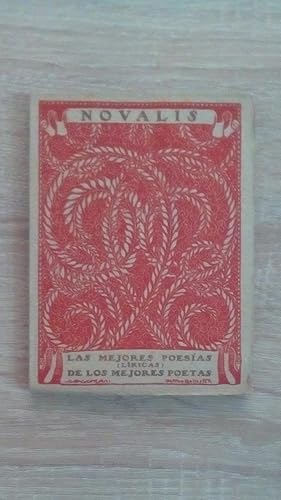 NOVALIS
LAS MEJORES POESÍAS
(LÍRICAS)
DE LOS MEJORES POETAS